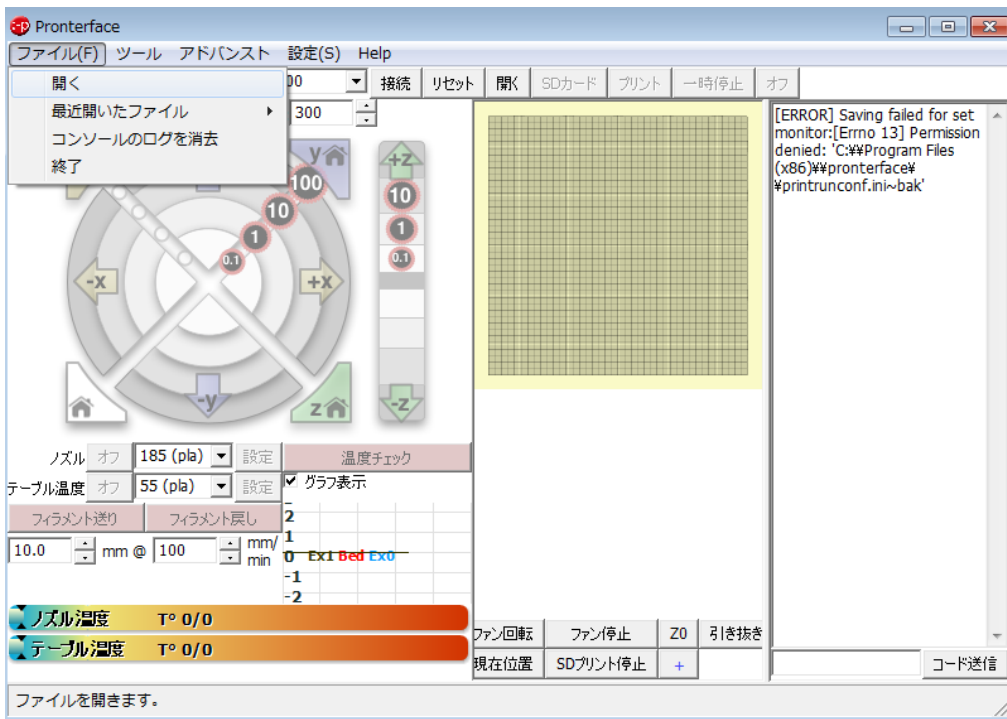 Pronterface
ファイル(F) ツール アドバンスト 設定(S) Help
開く
最近開いたファイル
コンソールのログを消去
終了
00 接続 リセット 開く SDカード プリント 一時停止 オフ
300
[ERROR] Saving failed for set
monitor:[Errno 13] Permission
denied: 'C:¥¥Program Files
(x86)¥¥pronterface¥
¥printrunconf.ini~bak'
y
+z
100
10
10
1
1
0.1
0.1
-x
+x
-y
z
-z
ノズル オフ 185 (pla) 設定 温度チェック
テーブル温度 オフ 55 (pla) 設定 グラフ表示
フィラメント送り フィラメント戻し
10.0 mm @ 100 mm/
min
2
1
0 Ex1 Bed Ex0
-1
-2
ノズル温度 T° 0/0
テーブル温度 T° 0/0
ファン回転 ファン停止 Z0 引き抜き
現在位置 SDプリント停止 +
コード送信
ファイルを開きます。